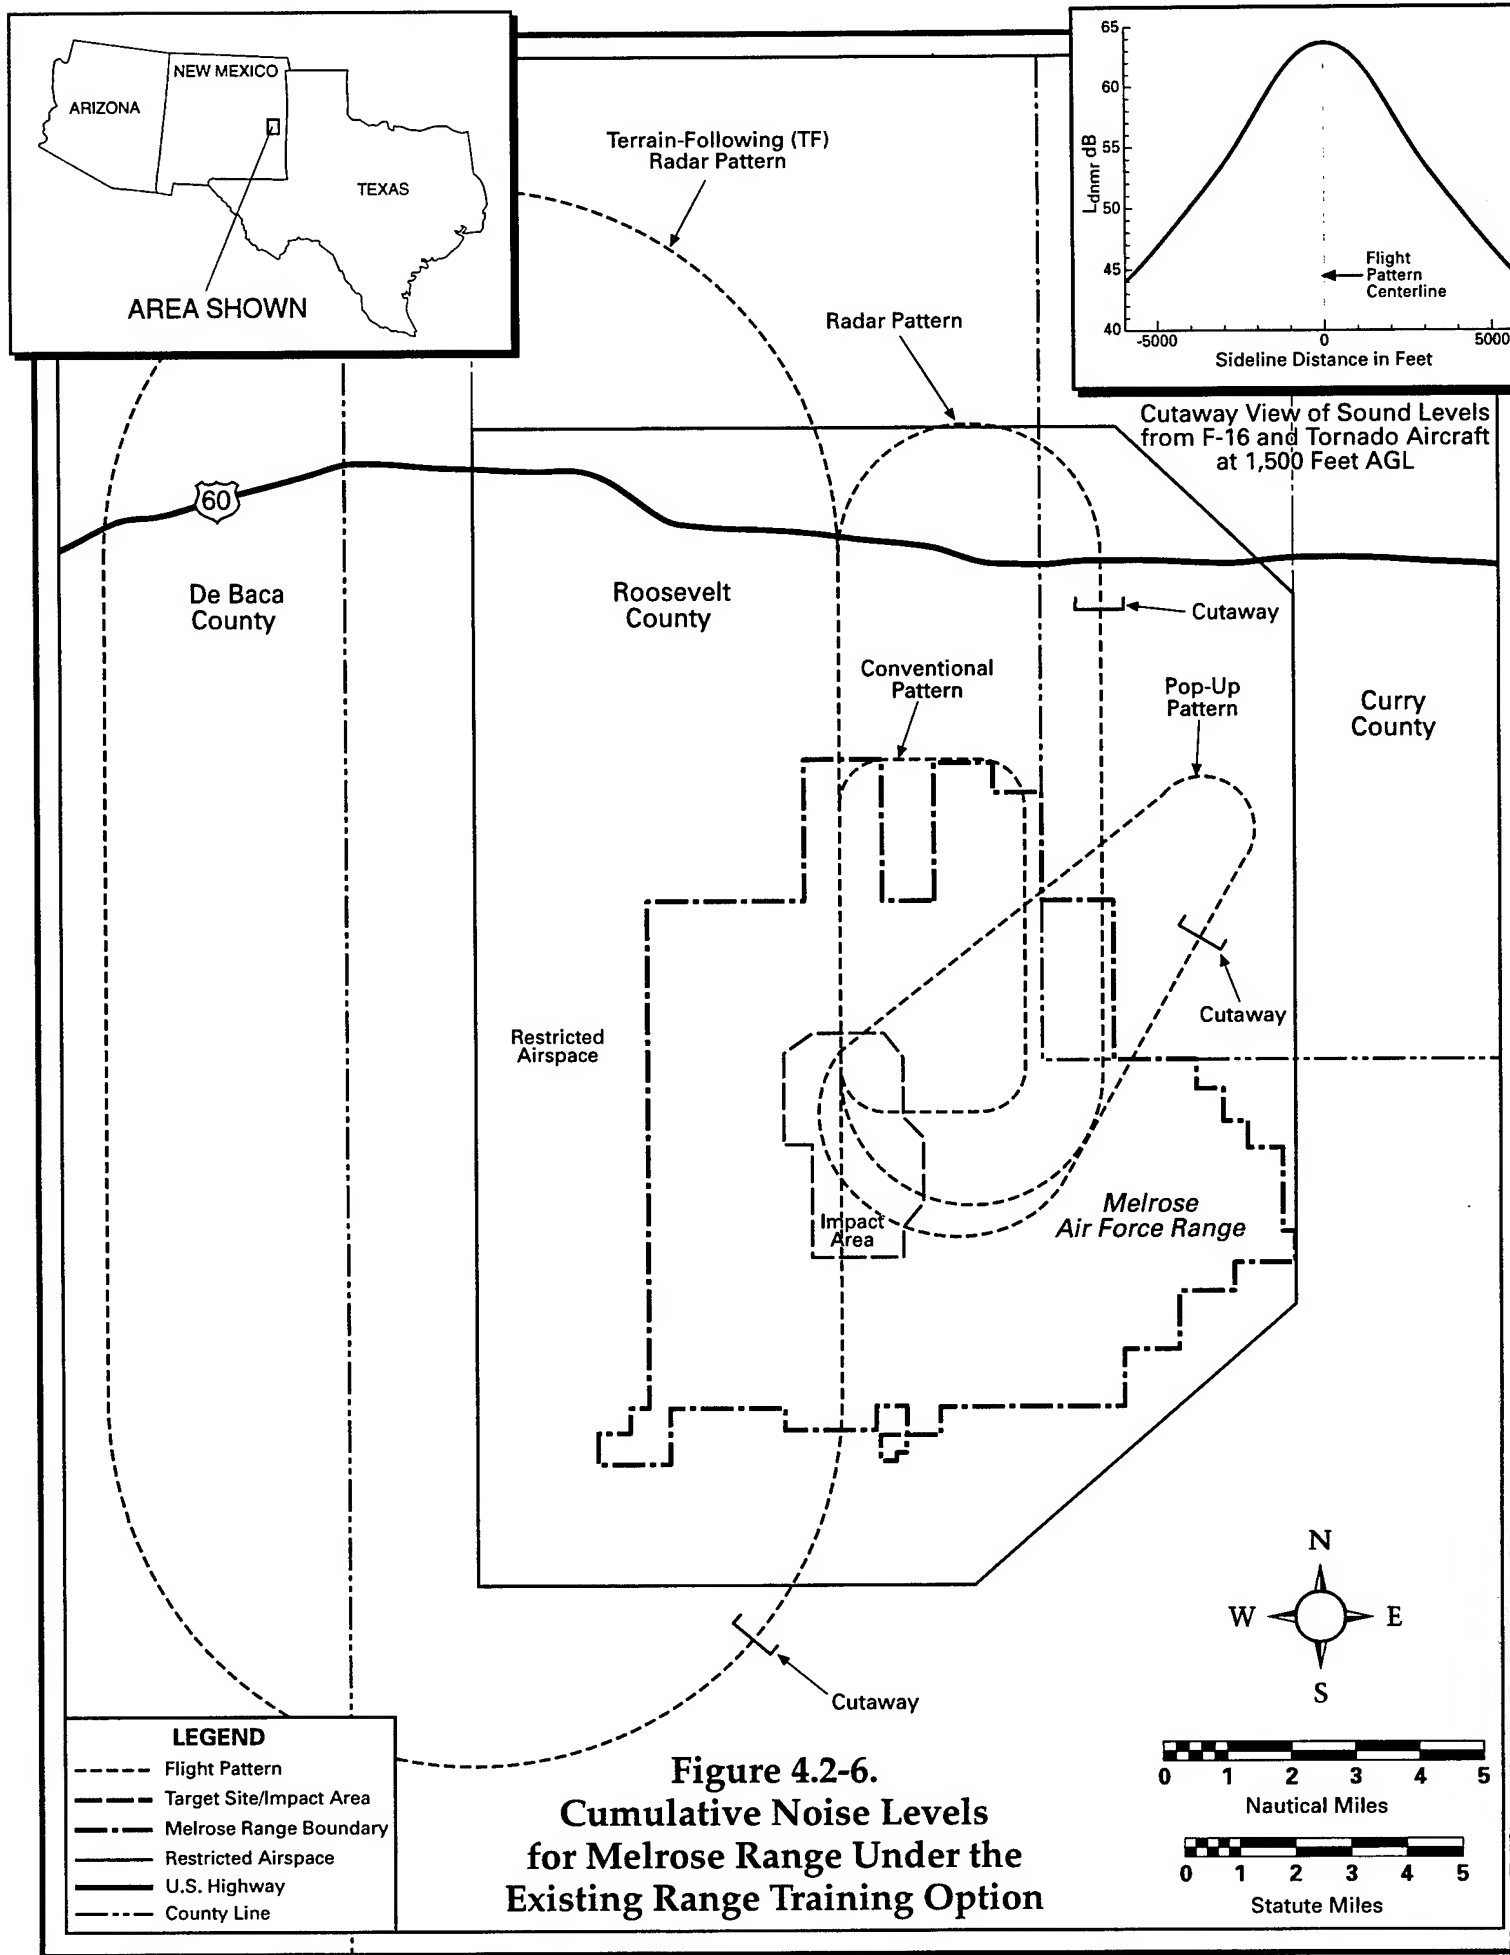 ARIZONA
NEW MEXICO
TEXAS
AREA SHOWN
65
60
55
50
45
40
L_dnmr dB
-5000
0
5000
Sideline Distance in Feet
Flight
Pattern
Centerline
Cutaway View of Sound Levels
from F-16 and Tornado Aircraft
at 1,500 Feet AGL
Terrain-Following (TF)
Radar Pattern
Radar Pattern
60
De Baca
County
Roosevelt
County
Cutaway
Conventional
Pattern
Pop-Up
Pattern
Curry
County
Restricted
Airspace
Cutaway
Melrose
Air Force Range
Impact
Area
Cutaway
N
W
E
S
LEGEND
Flight Pattern
Target Site/Impact Area
Melrose Range Boundary
Restricted Airspace
U.S. Highway
County Line
Figure 4.2-6.
Cumulative Noise Levels
for Melrose Range Under the
Existing Range Training Option
0 1 2 3 4 5
Nautical Miles
0 1 2 3 4 5
Statute Miles